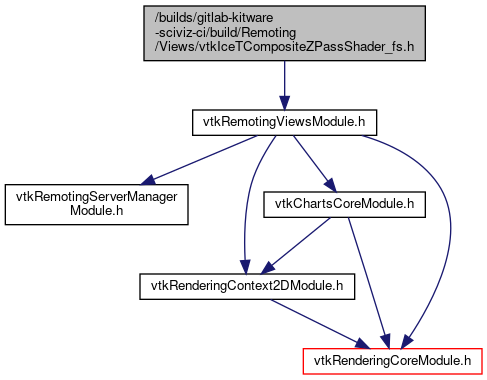 /builds/gitlab-kitware
-sciviz-ci/build/Remoting
/Views/vtkIceTCompositeZPassShader_fs.h
vtkRemotingViewsModule.h
vtkRemotingServerManager
Module.h
vtkChartsCoreModule.h
vtkRenderingContext2DModule.h
vtkRenderingCoreModule.h